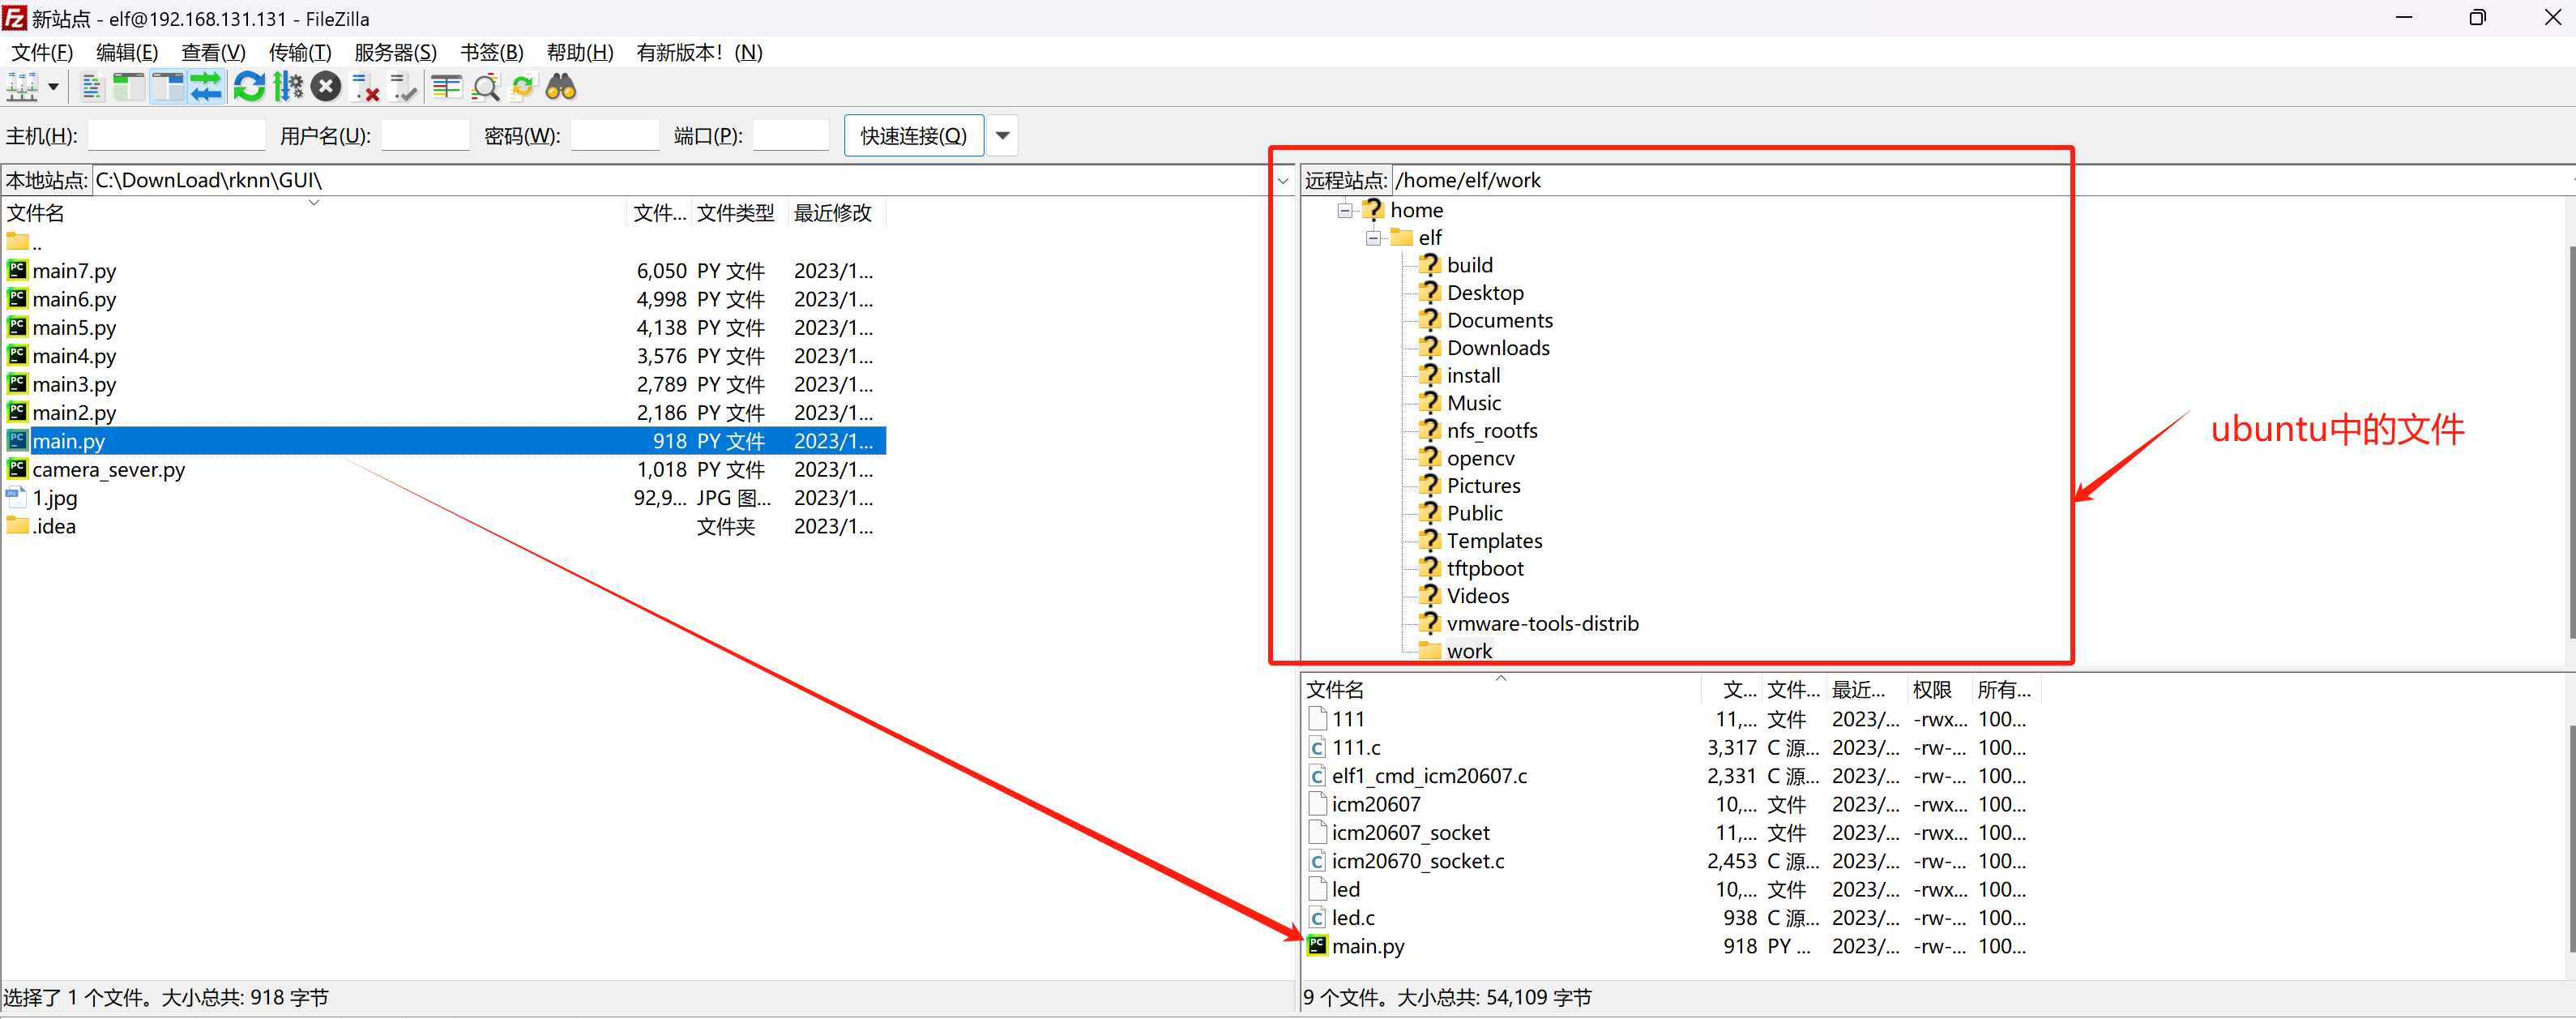 新站点 - elf@192.168.131.131 - FileZilla
文件(F) 编辑(E) 查看(V) 传输(T) 服务器(S) 书签(B) 帮助(H) 有新版本！(N)
主机(H): 用户名(U): 密码(W): 端口(P): 快速连接(Q)
本地站点: C:\DownLoad\rknn\GUI\
文件名 文件... 文件类型 最近修改
..
main7.py 6,050 PY 文件 2023/1...
main6.py 4,998 PY 文件 2023/1...
main5.py 4,138 PY 文件 2023/1...
main4.py 3,576 PY 文件 2023/1...
main3.py 2,789 PY 文件 2023/1...
main2.py 2,186 PY 文件 2023/1...
main.py 918 PY 文件 2023/1...
camera_sever.py 1,018 PY 文件 2023/1...
1.jpg 92,9... JPG 图... 2023/1...
.idea 文件夹 2023/1...
选择了 1 个文件。大小总共: 918 字节
远程站点: /home/elf/work
home
elf
build
Desktop
Documents
Downloads
install
Music
nfs_rootfs
opencv
Pictures
Public
Templates
tftpboot
Videos
vmware-tools-distrib
work
ubuntu中的文件
文件名 文... 文件... 最近... 权限 所有...
111 11,... 文件 2023/... -rwx... 100...
111.c 3,317 C 源... 2023/... -rw-... 100...
elf1_cmd_icm20607.c 2,331 C 源... 2023/... -rw-... 100...
icm20607 10,... 文件 2023/... -rwx... 100...
icm20607_socket 11,... 文件 2023/... -rwx... 100...
icm20670_socket.c 2,453 C 源... 2023/... -rw-... 100...
led 10,... 文件 2023/... -rwx... 100...
led.c 938 C 源... 2023/... -rw-... 100...
main.py 918 PY ... 2023/... -rw-... 100...
9 个文件。大小总共: 54,109 字节